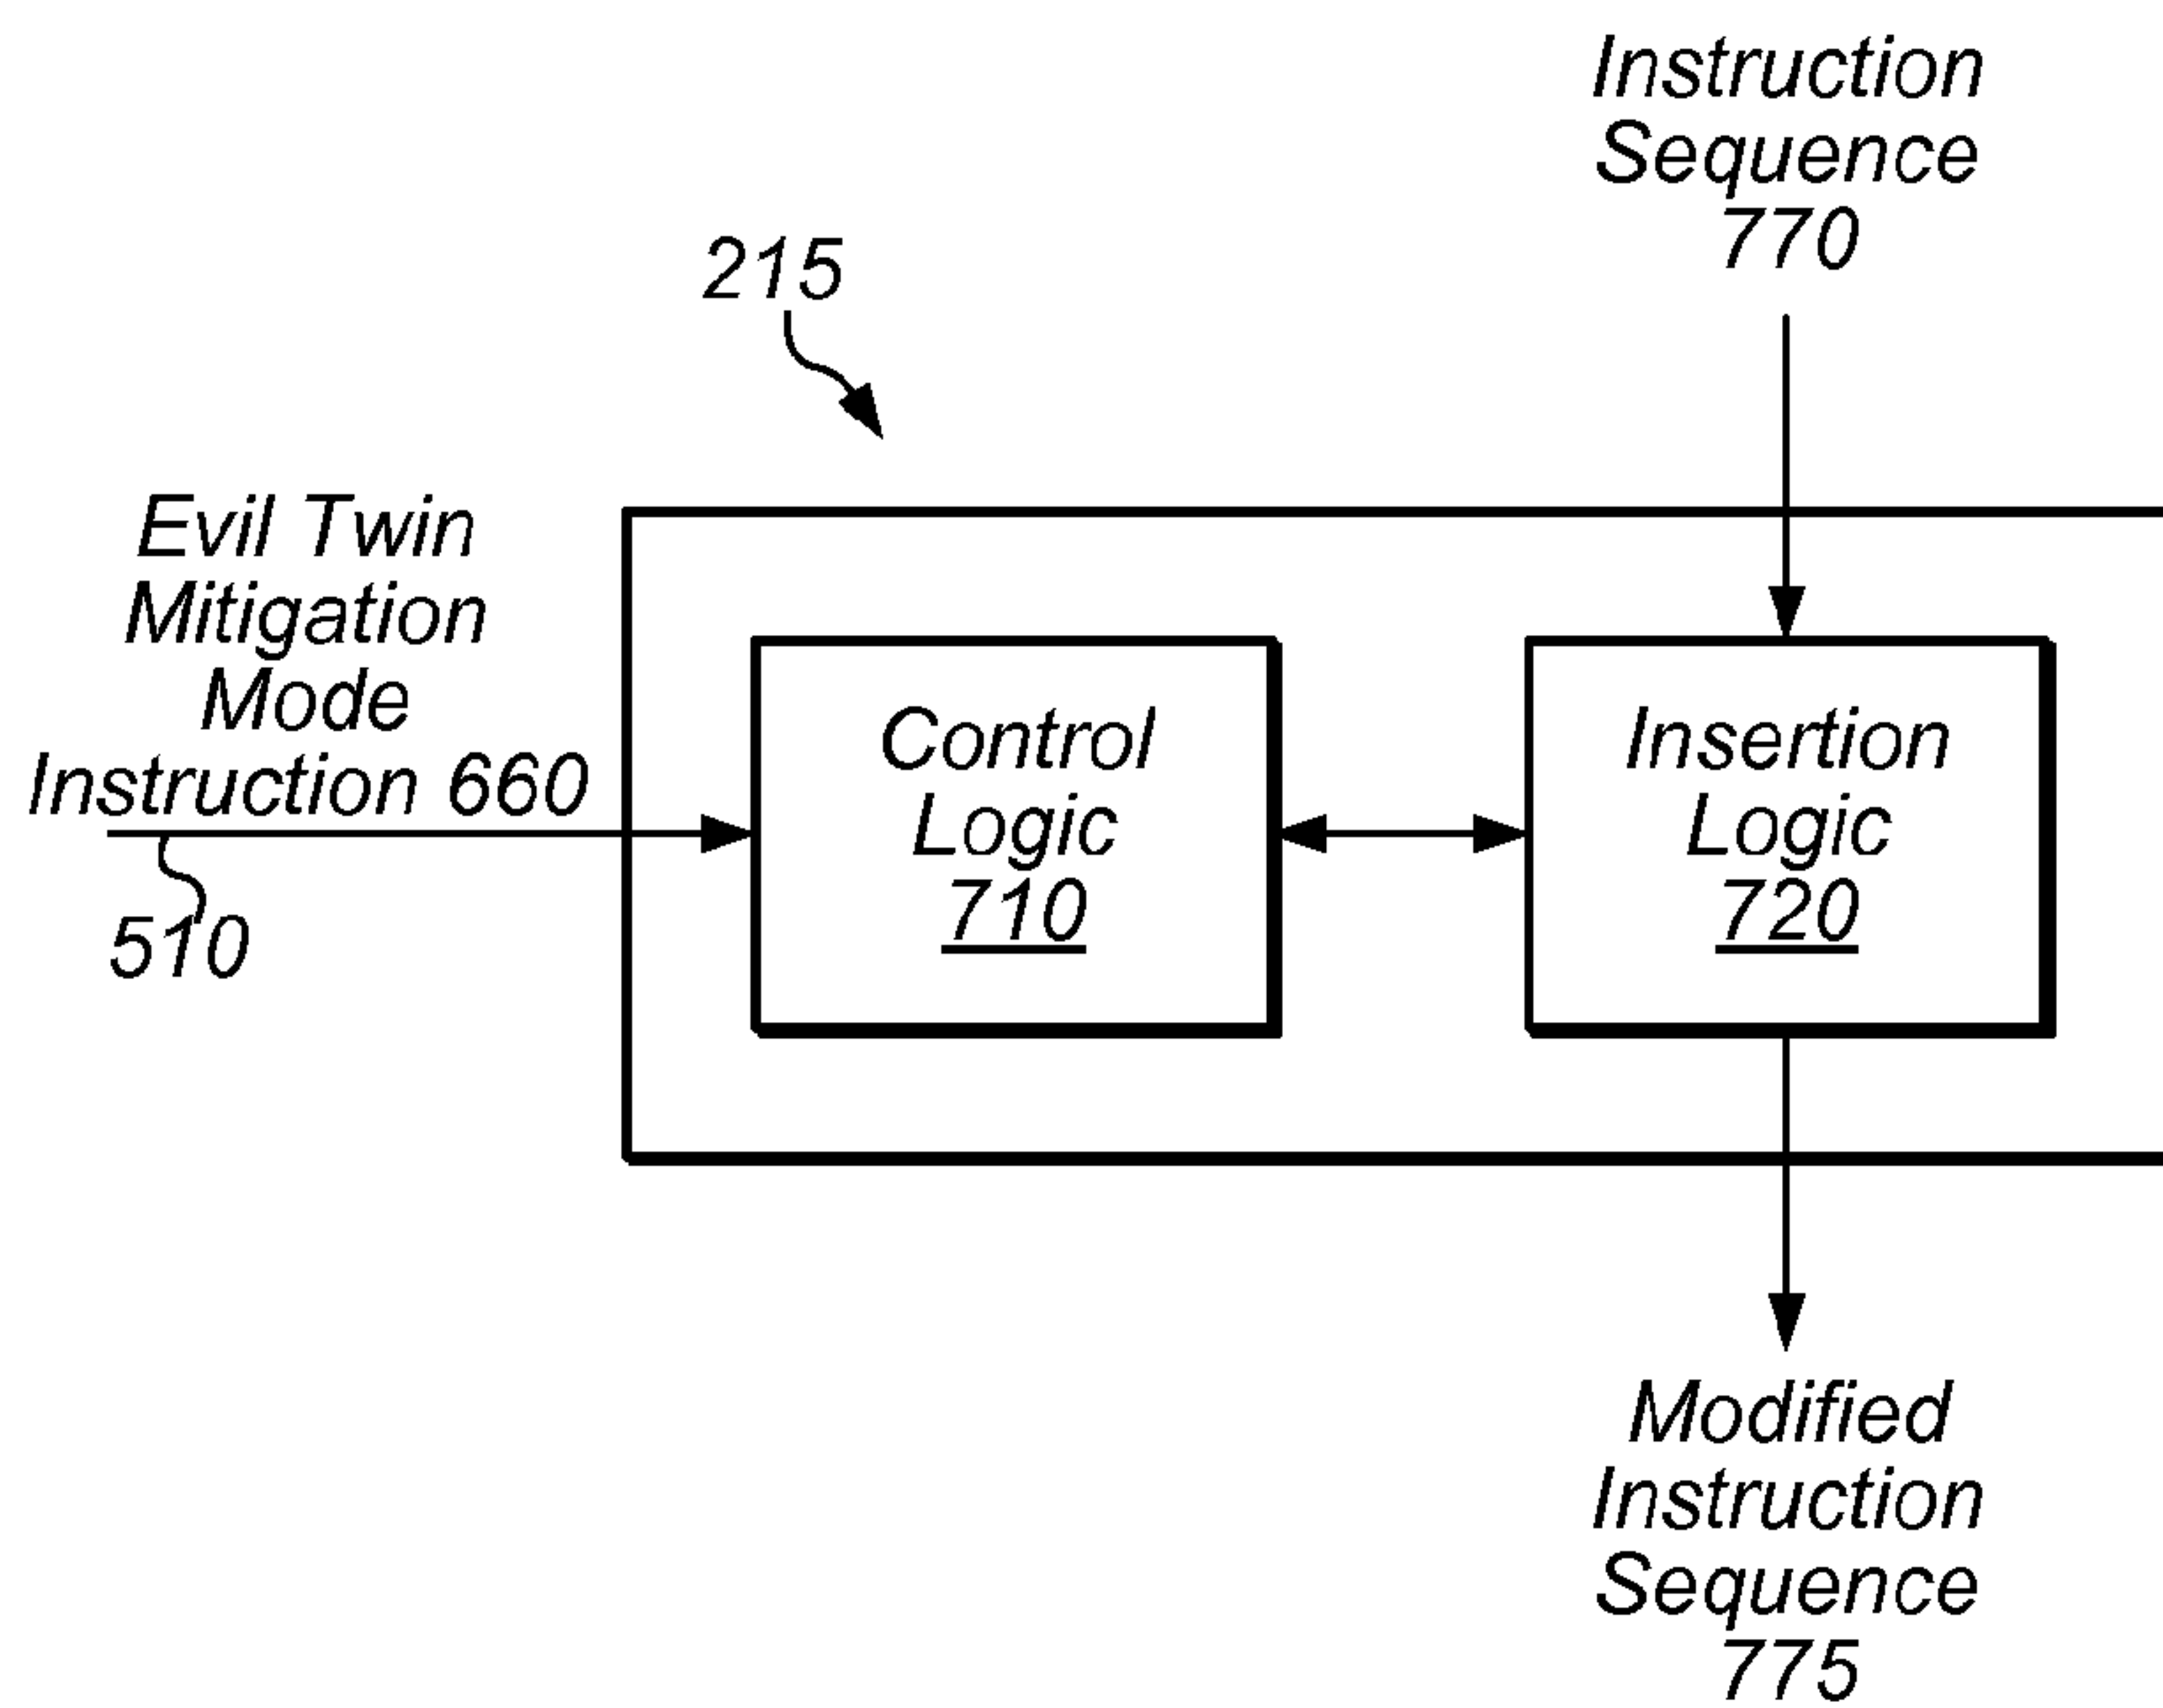 Instruction
Sequence
770
215
Evil Twin
Mitigation
Mode
Instruction 660
510
Control
Logic
710
Insertion
Logic
720
Modified
Instruction
Sequence
775